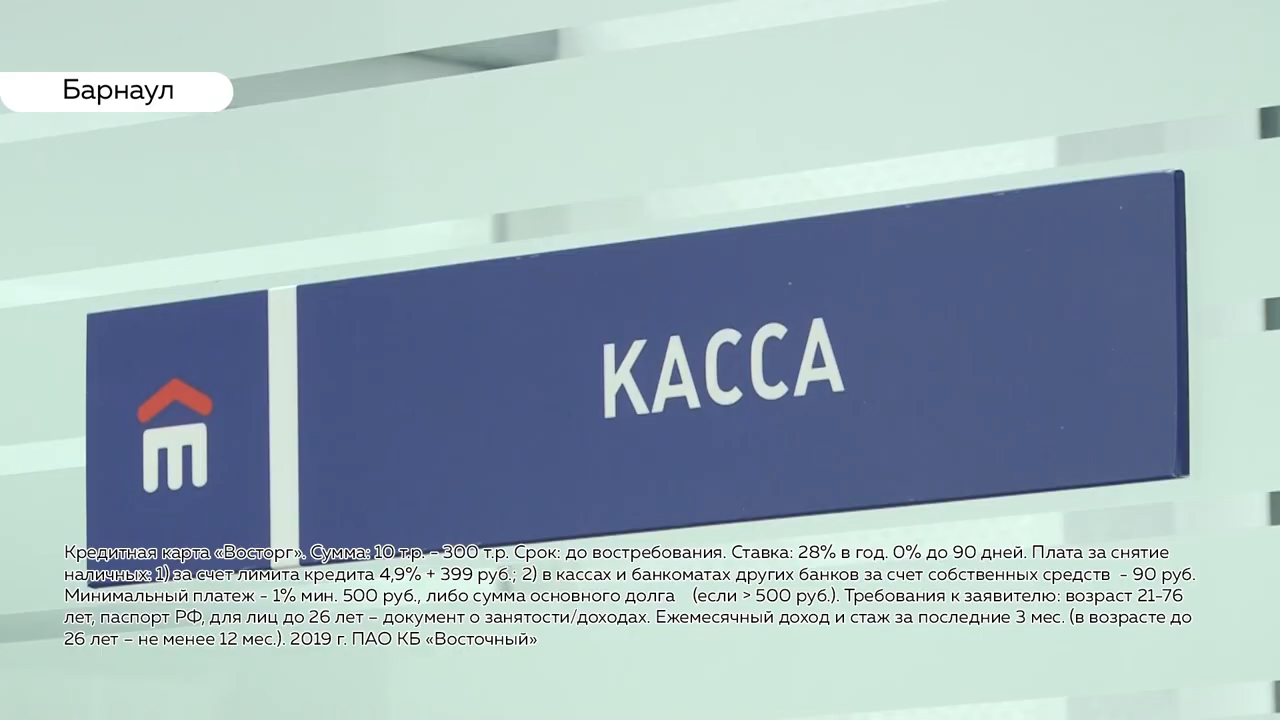 Барнаул
КАССА
Кредитная карта «Восторг». Сумма: 10 т.р. - 300 т.р. Срок: до востребования. Ставка: 28% в год. 0% до 90 дней. Плата за снятие
наличных: 1) за счет лимита кредита 4,9% + 399 руб.; 2) в кассах и банкоматах других банков за счет собственных средств - 90 руб.
Минимальный платеж - 1% мин. 500 руб., либо сумма основного долга (если > 500 руб.). Требования к заявителю: возраст 21-76
лет, паспорт РФ, для лиц до 26 лет – документ о занятости/доходах. Ежемесячный доход и стаж за последние 3 мес. (в возрасте до
26 лет – не менее 12 мес.). 2019 г. ПАО КБ «Восточный»